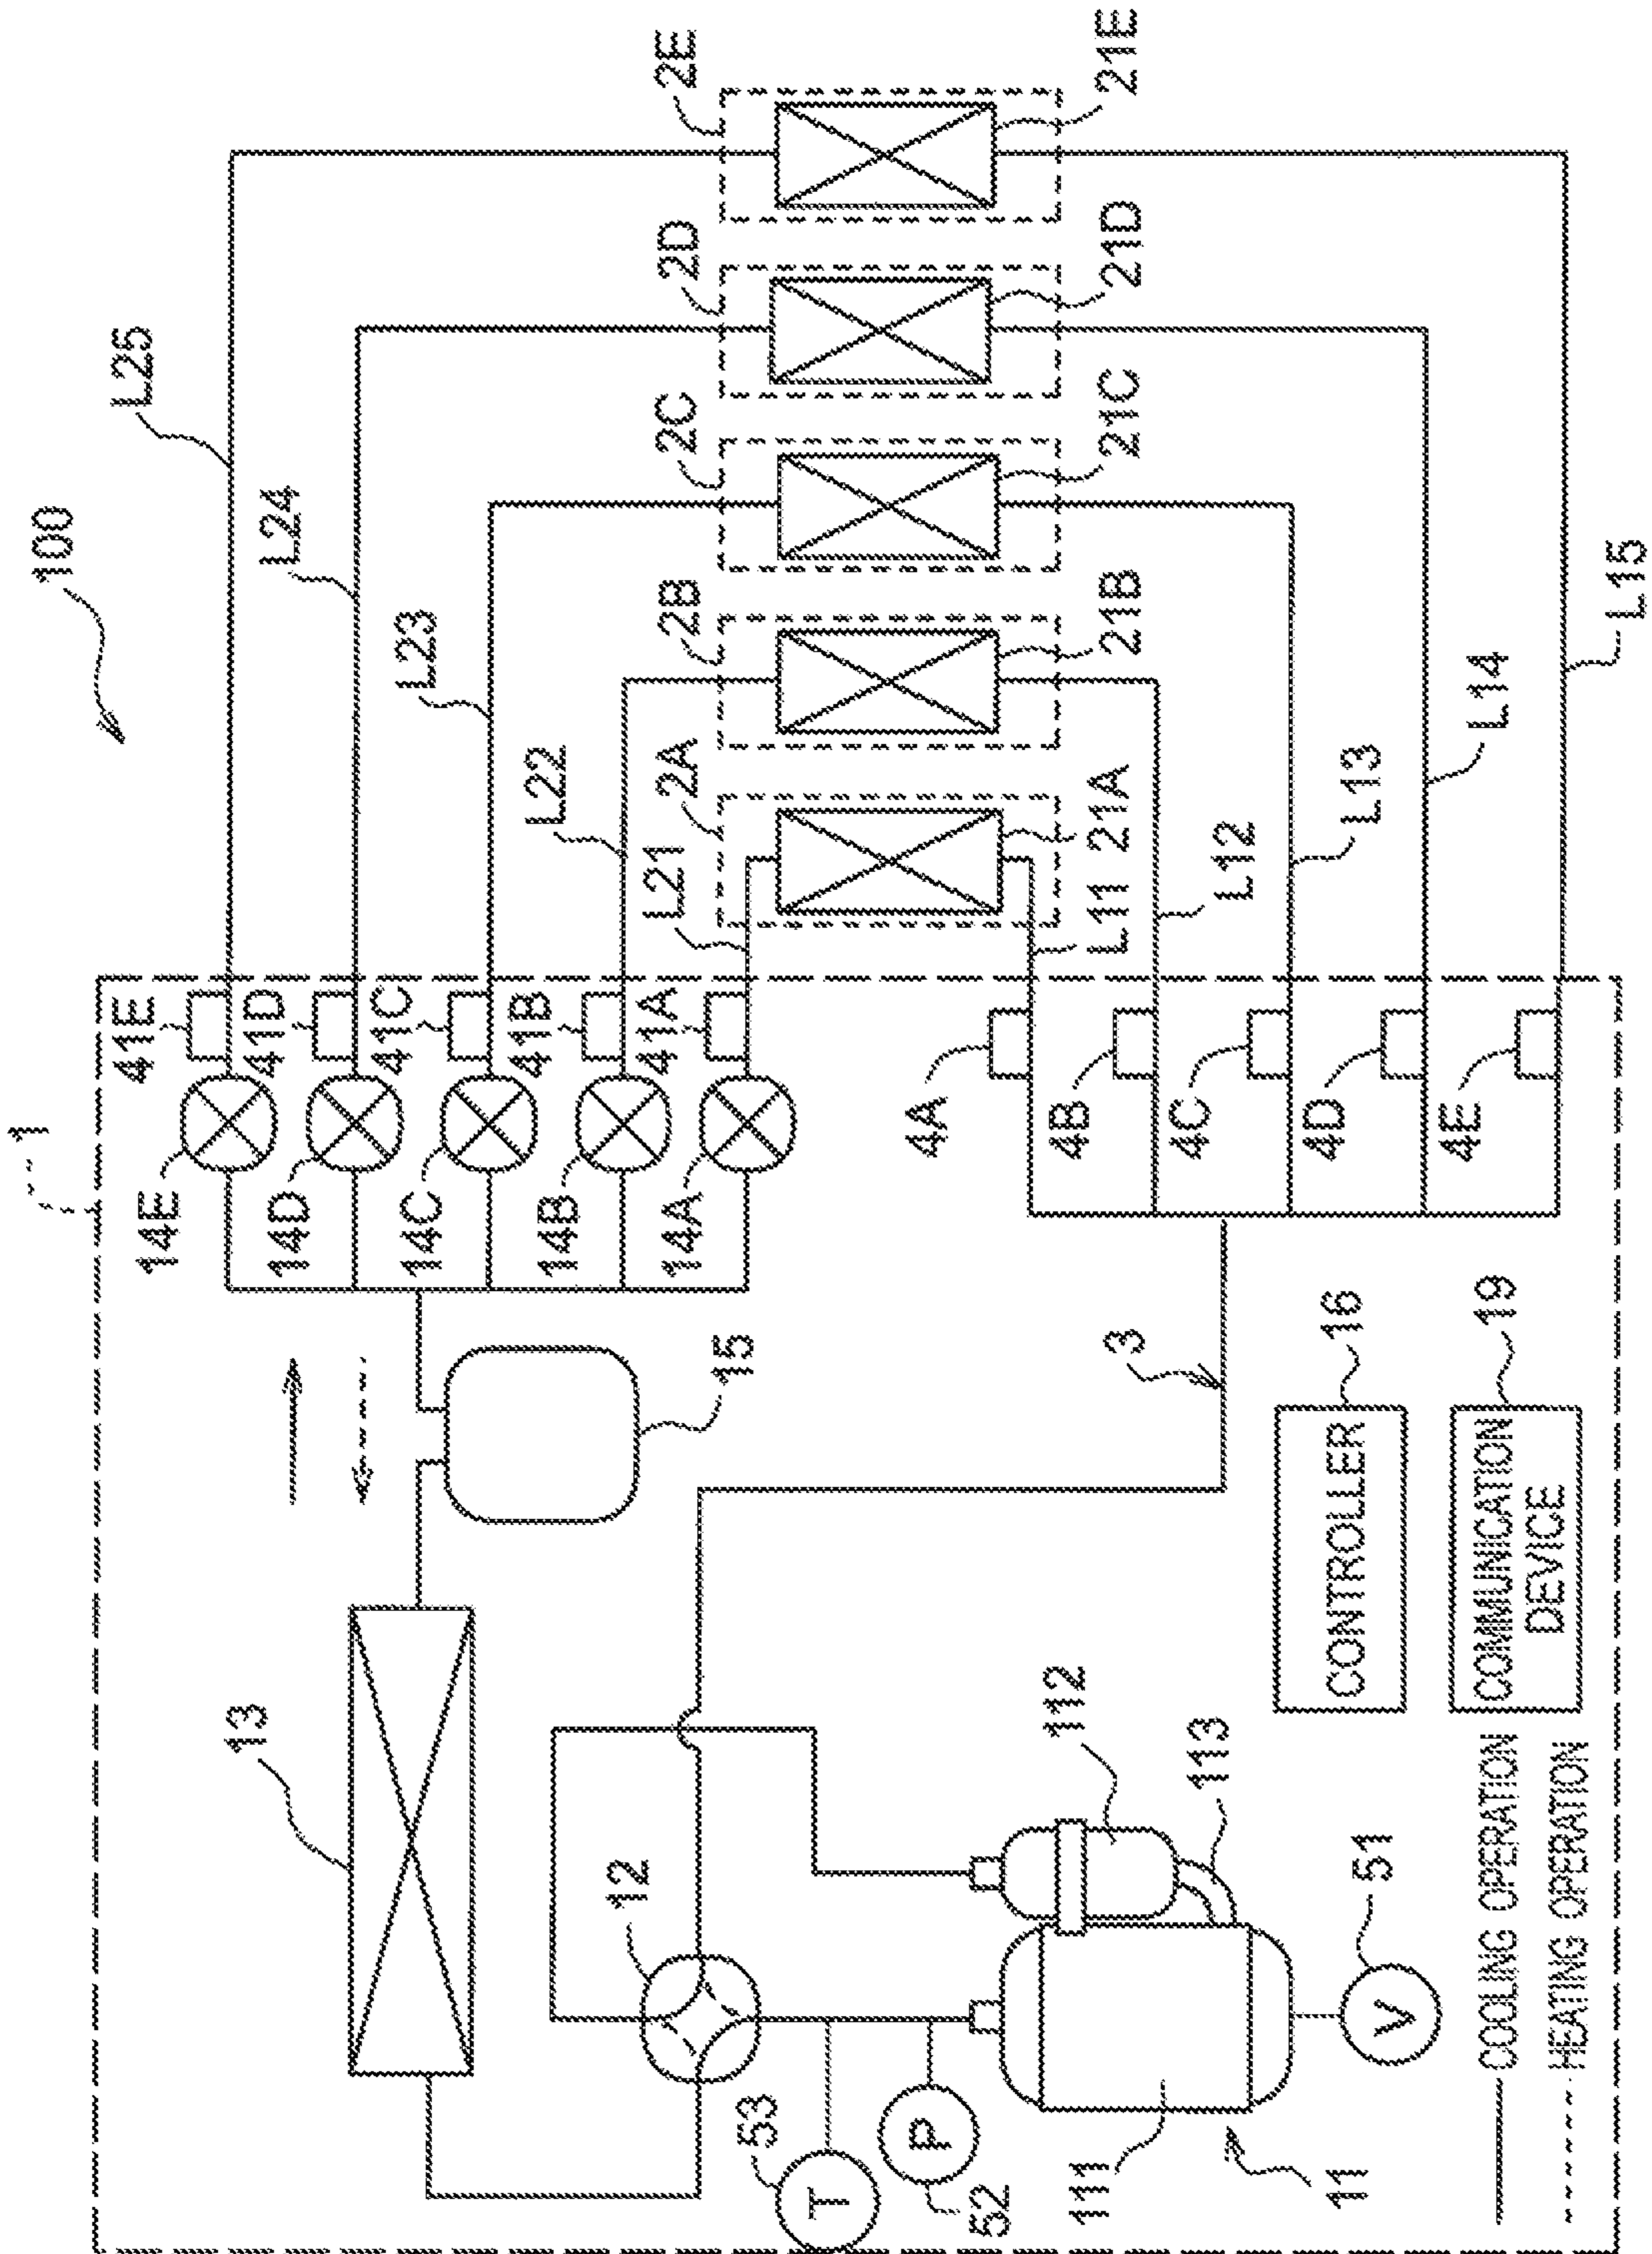 100
1
L25
L24
L23
L22
L21
2A
2B
2C
2D
2E
21A
21B
21C
21D
21E
L11
L12
L13
L14
L15
41E
41D
41C
41B
41A
14E
14D
14C
14B
14A
4A
4B
4C
4D
4E
15
13
3
12
112
113
111
11
51
V
52
P
53
T
16
CONTROLLER
19
COMMUNICATION
DEVICE
COOLING OPERATION
HEATING OPERATION